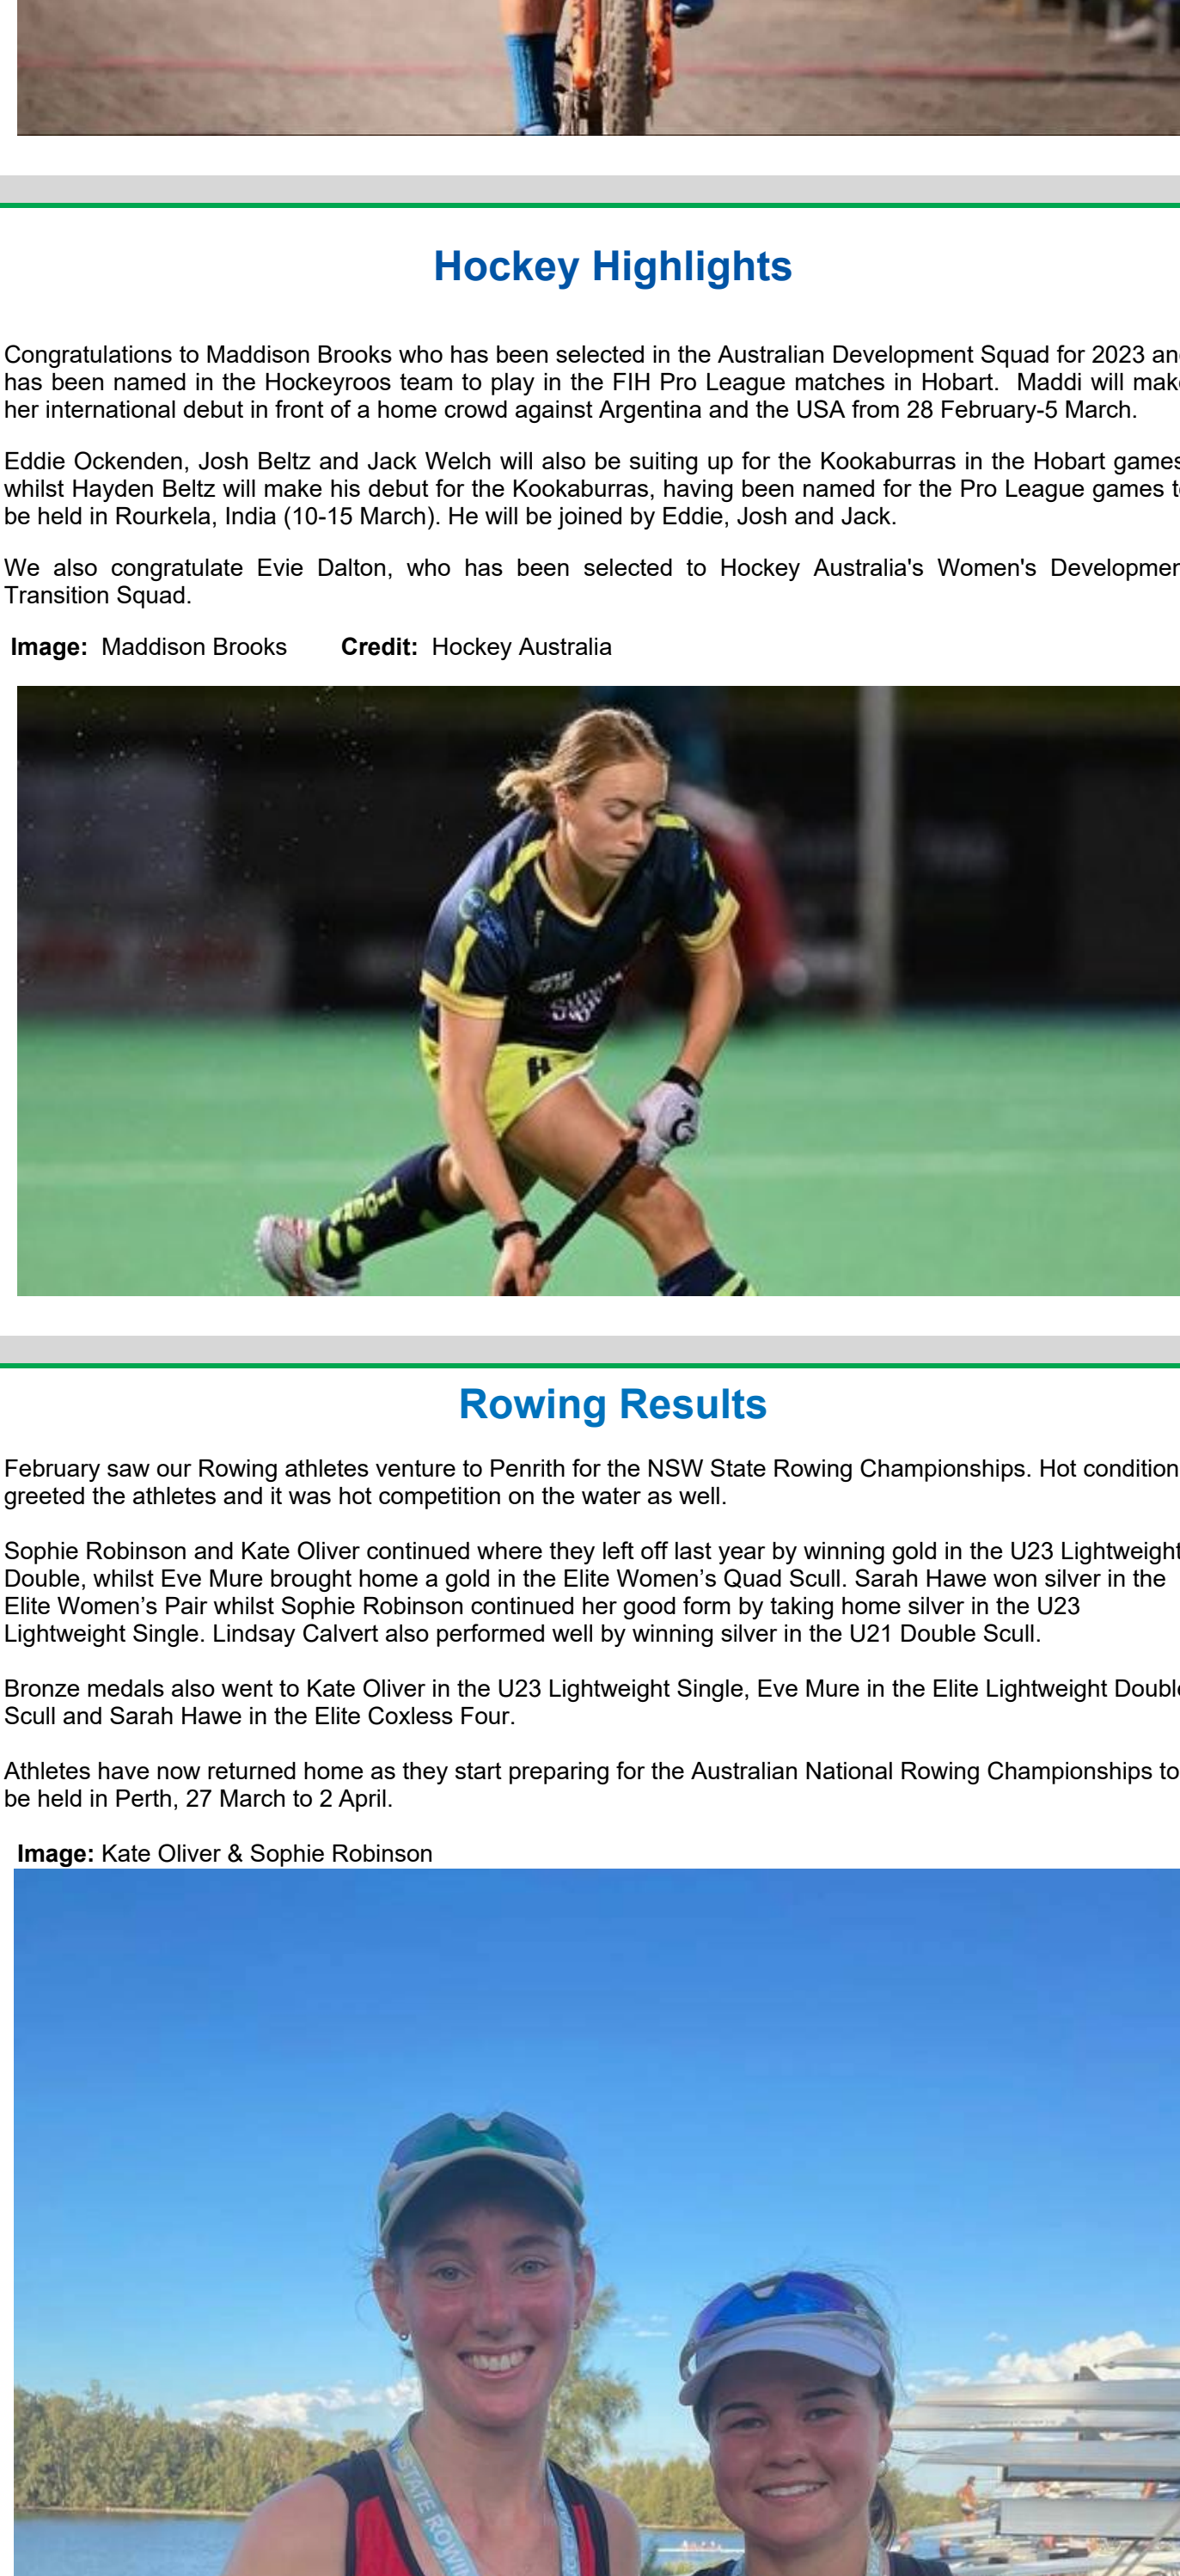 Hockey Highlights
Congratulations to Maddison Brooks who has been selected in the Australian Development Squad for 2023 an
has been named in the Hockeyroos team to play in the FIH Pro League matches in Hobart. Maddi will mak
her international debut in front of a home crowd against Argentina and the USA from 28 February-5 March.
Eddie Ockenden, Josh Beltz and Jack Welch will also be suiting up for the Kookaburras in the Hobart games
whilst Hayden Beltz will make his debut for the Kookaburras, having been named for the Pro League games t
be held in Rourkela, India (10-15 March). He will be joined by Eddie, Josh and Jack.
We also congratulate Evie Dalton, who has been selected to Hockey Australia's Women's Developmen
Transition Squad.
Image: Maddison Brooks Credit: Hockey Australia
H
Rowing Results
February saw our Rowing athletes venture to Penrith for the NSW State Rowing Championships. Hot condition
greeted the athletes and it was hot competition on the water as well.
Sophie Robinson and Kate Oliver continued where they left off last year by winning gold in the U23 Lightweight
Double, whilst Eve Mure brought home a gold in the Elite Women’s Quad Scull. Sarah Hawe won silver in the
Elite Women’s Pair whilst Sophie Robinson continued her good form by taking home silver in the U23
Lightweight Single. Lindsay Calvert also performed well by winning silver in the U21 Double Scull.
Bronze medals also went to Kate Oliver in the U23 Lightweight Single, Eve Mure in the Elite Lightweight Double
Scull and Sarah Hawe in the Elite Coxless Four.
Athletes have now returned home as they start preparing for the Australian National Rowing Championships to
be held in Perth, 27 March to 2 April.
Image: Kate Oliver & Sophie Robinson
STATE ROWIN